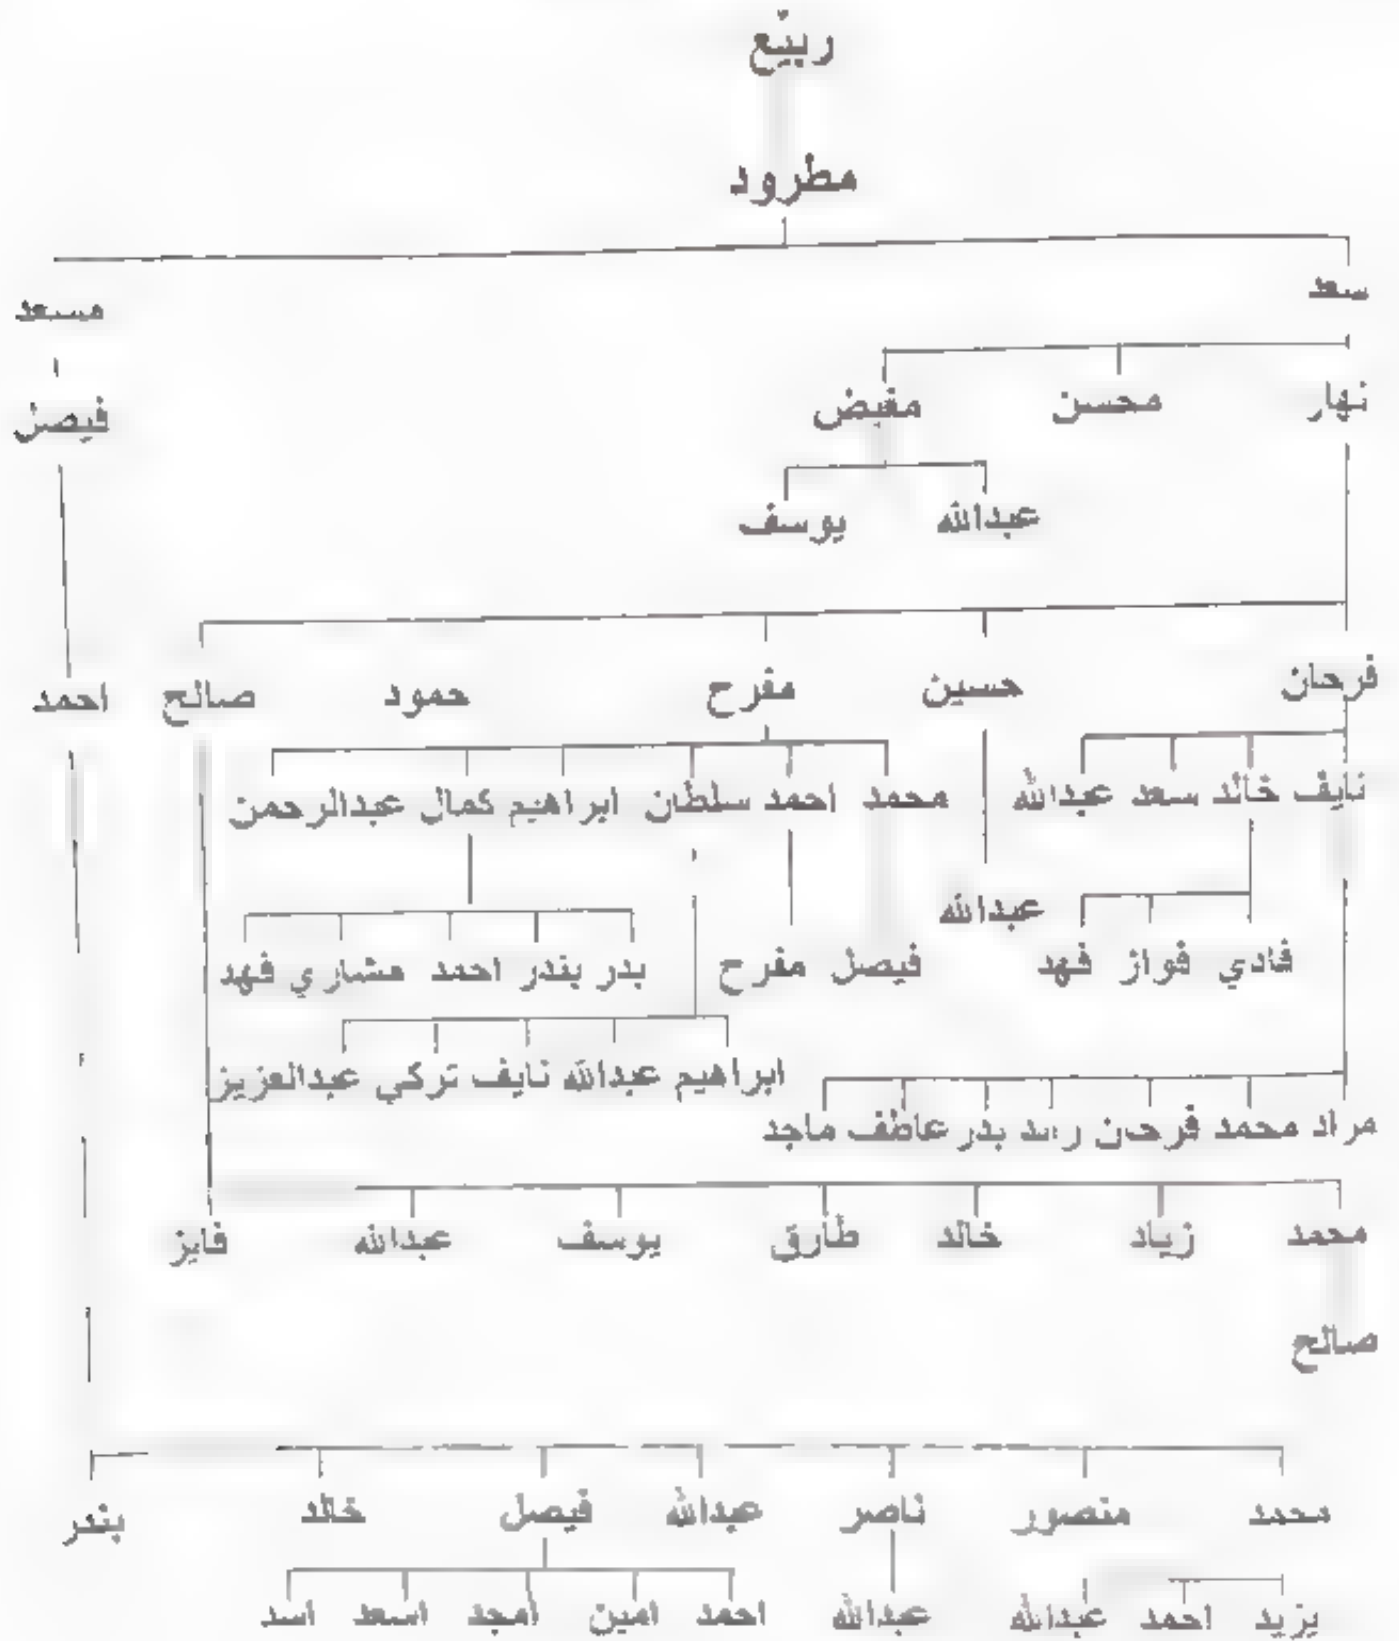 ربيّع
مطرود
سعد مسعد
نهار محسن مقبض فيصل
عبدالله يوسف
فرحان حسين مفرح حمود صالح احمد
نايف خالد سعد عبدالله محمد احمد سلطان ابراهيم كمال عبدالرحمن
عبدالله
فادي فواز فهد فيصل مفرح بدر بندر احمد مشاري فهد
ابراهيم عبدالله نايف تركي عبدالعزيز
مراد محمد فرحان بدر عاطف ماجد
محمد زياد خالد طارق يوسف عبدالله فايز
صالح
محمد منصور ناصر عبدالله فيصل خالد بندر
يزيد احمد عبدالله عبدالله احمد امين امجد اسعد اسد